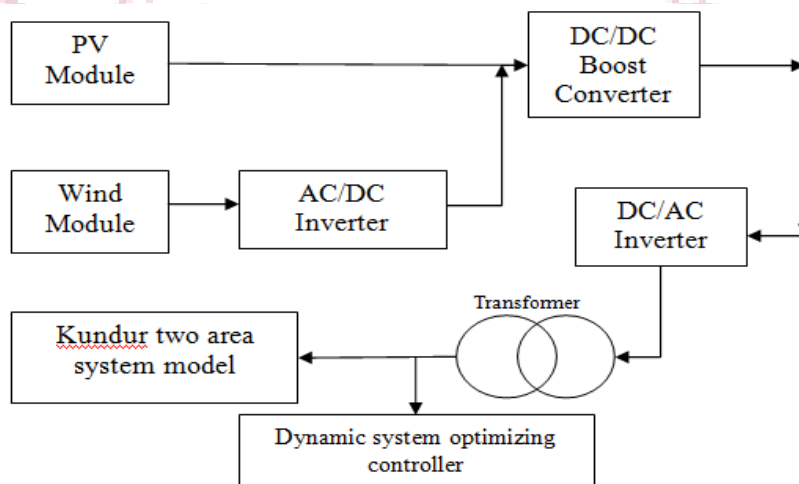 PV
Module
DC/DC
Boost
Converter
Wind
Module
AC/DC
Inverter
DC/AC
Inverter
Transformer
Kundur two area
system model
Dynamic system optimizing
controller